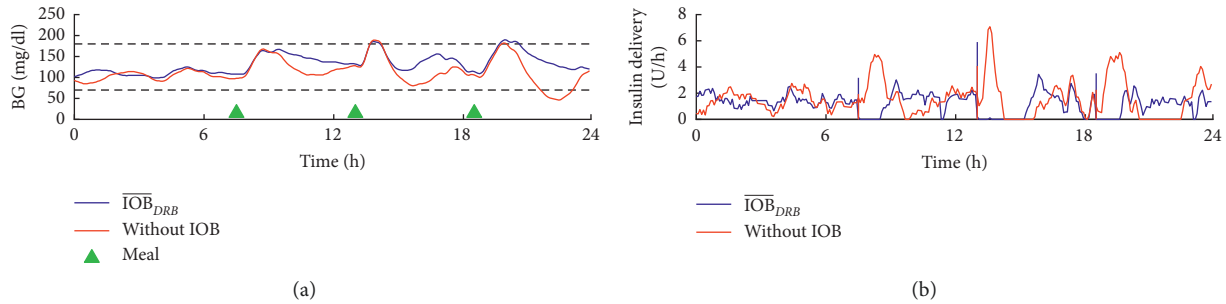 250
200
150
100
50
0
BG (mg/dl)
0 6 12 18 24
Time (h)
IOB_DRB
Without IOB
Meal
(a)
8
6
4
2
0
Insulin delivery
(U/h)
0 6 12 18 24
Time (h)
IOB_DRB
Without IOB
(b)